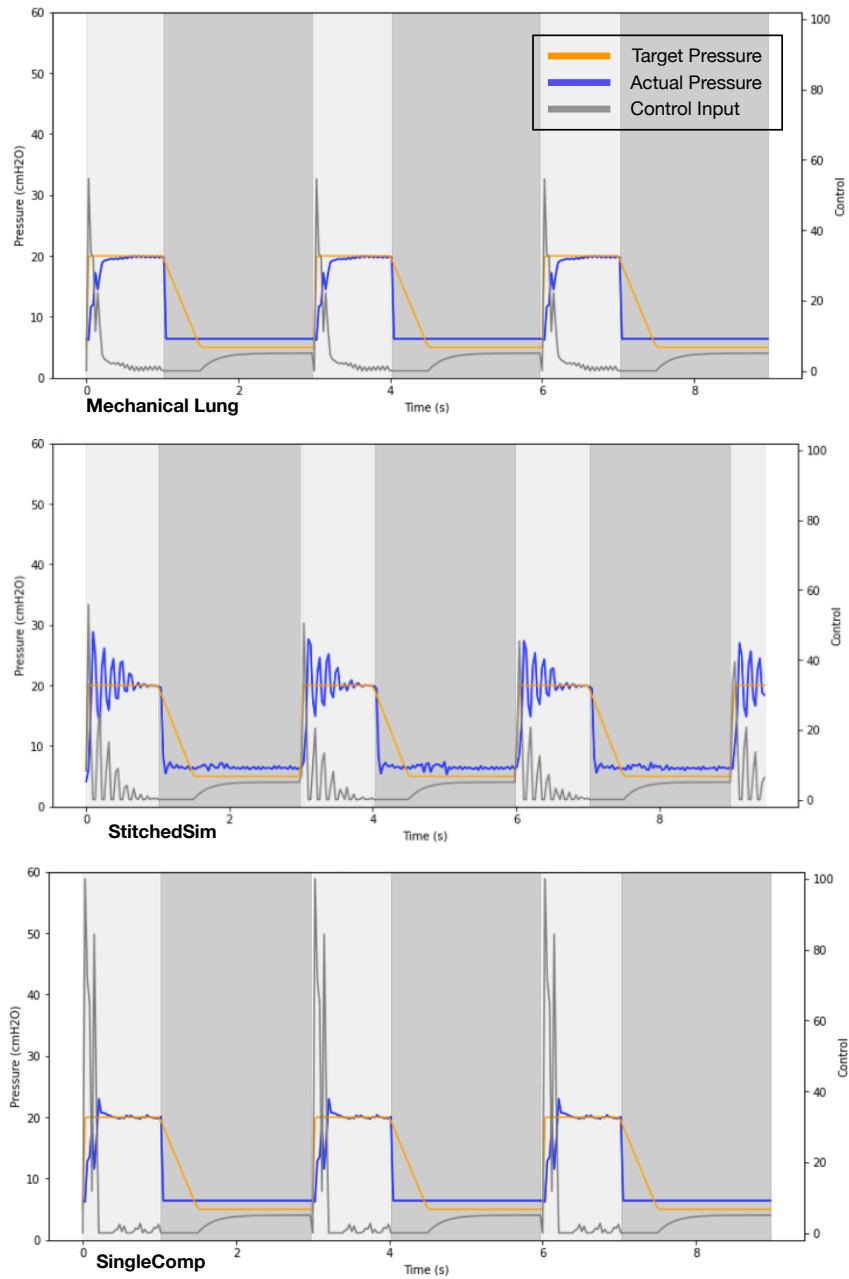 60
50
40
30
20
10
0
Pressure (cmH2O)
100
80
60
40
20
0
Control
Target Pressure
Actual Pressure
Control Input
0 2 4 6 8
Time (s)
Mechanical Lung
60
50
40
30
20
10
0
Pressure (cmH2O)
100
80
60
40
20
0
Control
0 2 4 6 8
Time (s)
StitchedSim
60
50
40
30
20
10
0
Pressure (cmH2O)
100
80
60
40
20
0
Control
0 2 4 6 8
Time (s)
SingleComp